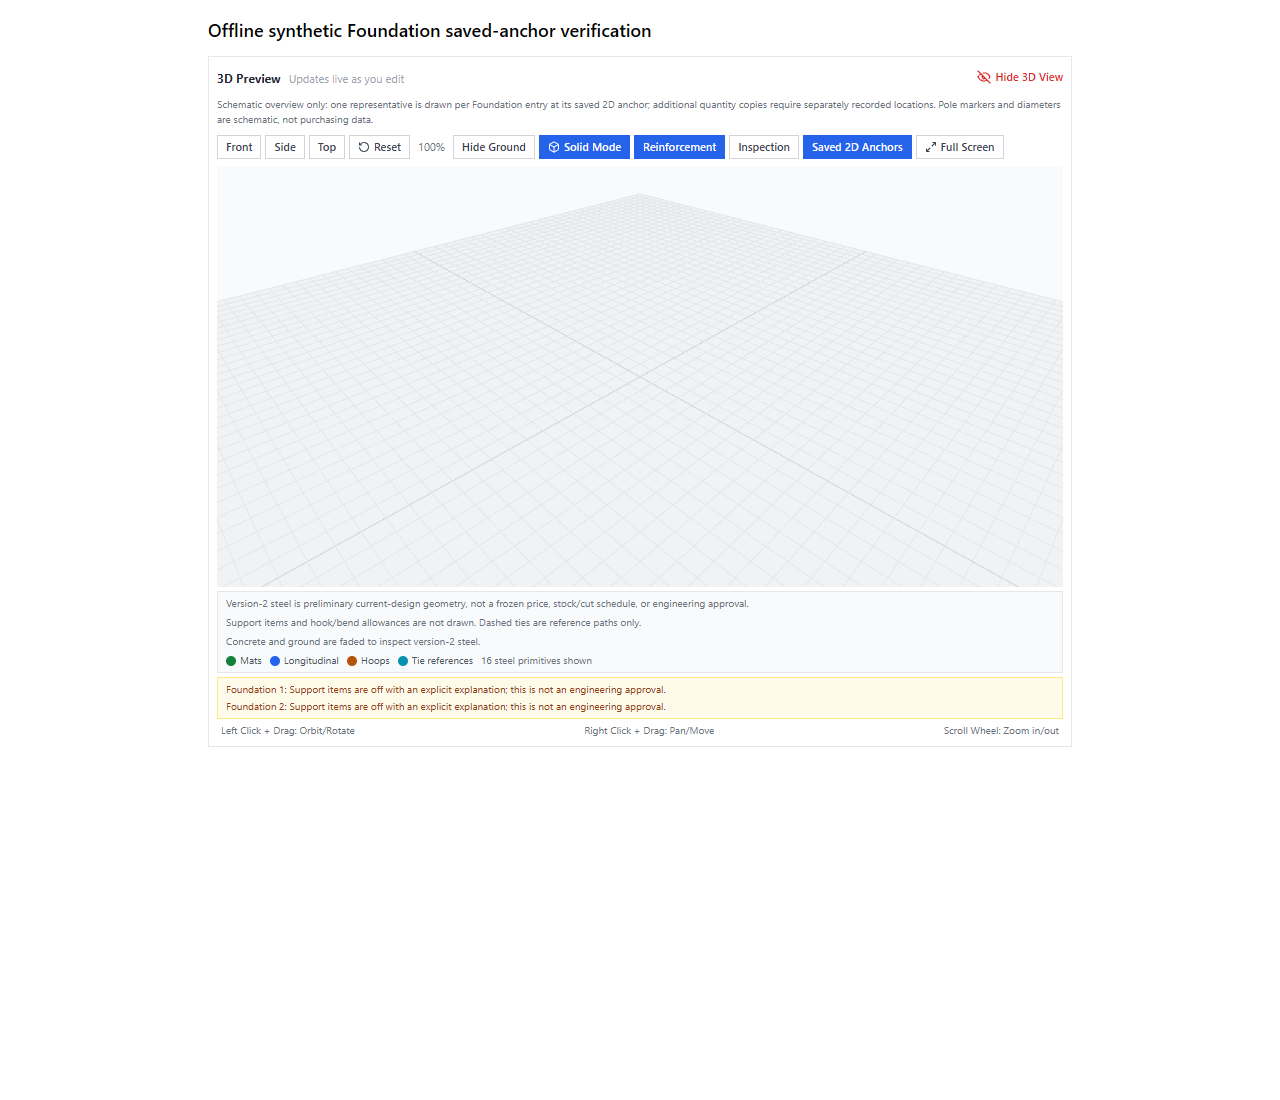 Offline synthetic Foundation saved-anchor verification
3D Preview Updates live as you edit
Hide 3D View
Schematic overview only: one representative is drawn per Foundation entry at its saved 2D anchor; additional quantity copies require separately recorded locations. Pole markers and diameters
are schematic, not purchasing data.
Front Side Top Reset 100% Hide Ground Solid Mode Reinforcement Inspection Saved 2D Anchors Full Screen
Version-2 steel is preliminary current-design geometry, not a frozen price, stock/cut schedule, or engineering approval.
Support items and hook/bend allowances are not drawn. Dashed ties are reference paths only.
Concrete and ground are faded to inspect version-2 steel.
Mats Longitudinal Hoops Tie references 16 steel primitives shown
Foundation 1: Support items are off with an explicit explanation; this is not an engineering approval.
Foundation 2: Support items are off with an explicit explanation; this is not an engineering approval.
Left Click + Drag: Orbit/Rotate Right Click + Drag: Pan/Move Scroll Wheel: Zoom in/out